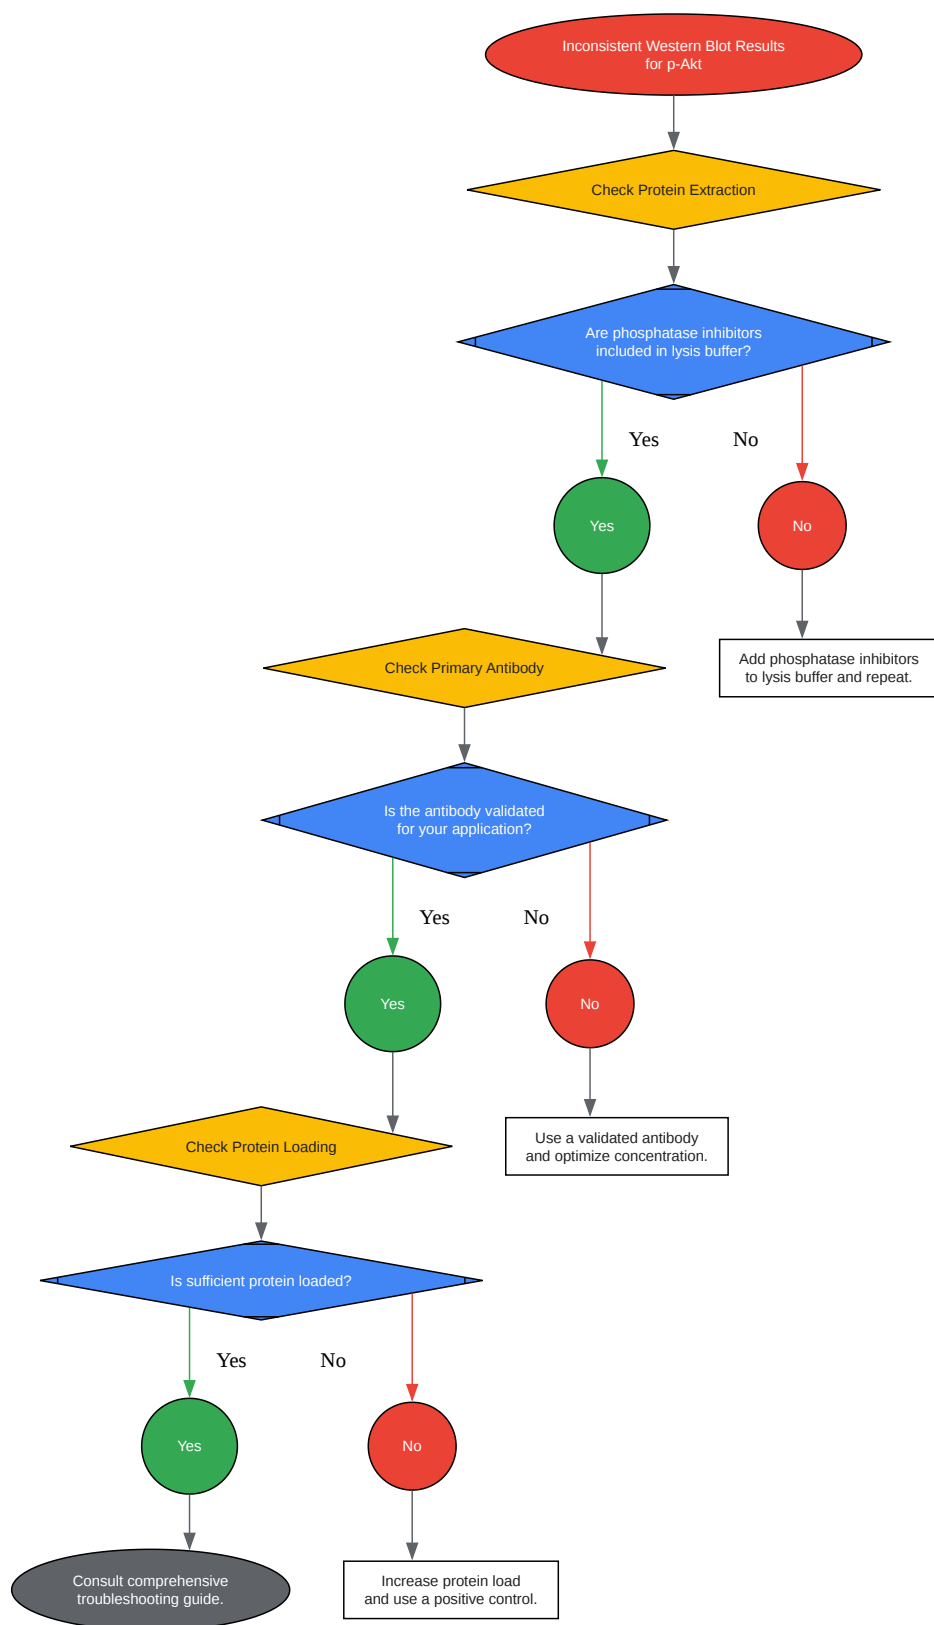 Inconsistent Western Blot Results
for p-Akt
Check Protein Extraction
Are phosphatase inhibitors
included in lysis buffer?
Yes
No
Yes
No
Add phosphatase inhibitors
to lysis buffer and repeat.
Check Primary Antibody
Is the antibody validated
for your application?
Yes
No
Yes
No
Use a validated antibody
and optimize concentration.
Check Protein Loading
Is sufficient protein loaded?
Yes
No
Yes
No
Consult comprehensive
troubleshooting guide.
Increase protein load
and use a positive control.